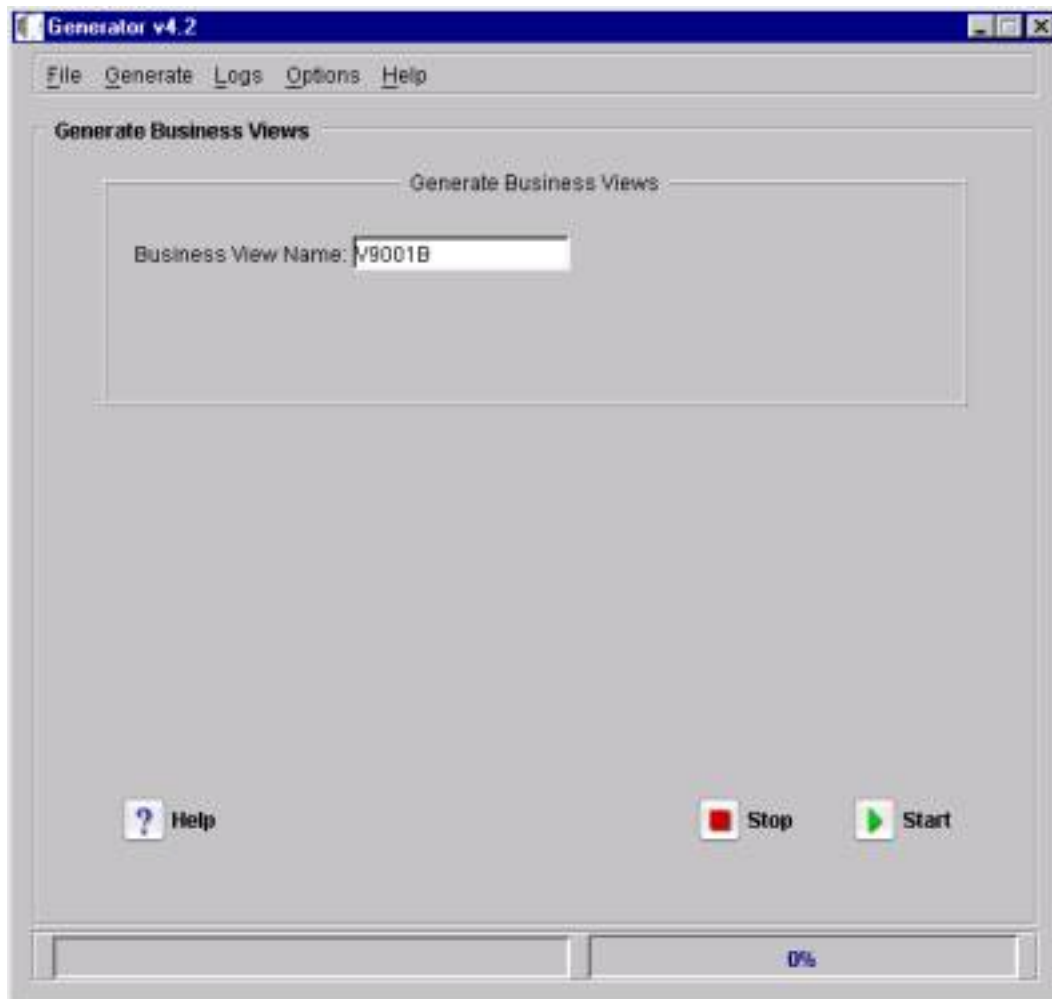 Generator v4.2
File Generate Logs Options Help
Generate Business Views
Generate Business Views
Business View Name: V9001B
? Help Stop Start
0%